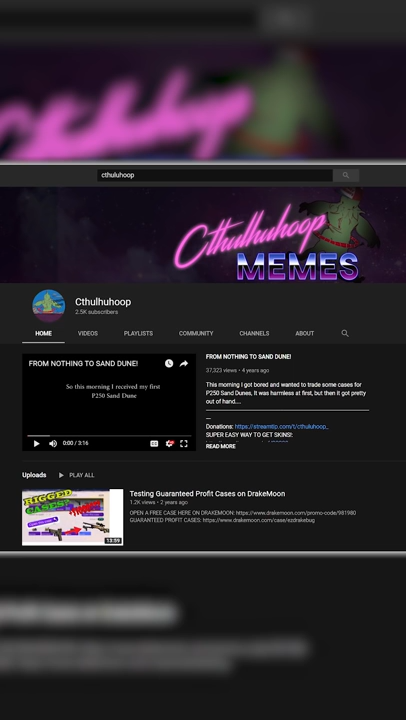 cthuluhoop
Cthulhuhoop
MEMES
Cthulhuhoop
2.5K subscribers
HOME VIDEOS PLAYLISTS COMMUNITY CHANNELS ABOUT
FROM NOTHING TO SAND DUNE!
So this morning I received my first
P250 Sand Dune
0:00 / 3:16
FROM NOTHING TO SAND DUNE!
37,323 views • 4 years ago
This morning I got bored and wanted to trade some cases for
P250 Sand Dunes, It was harmless at first, but then it got pretty
out of hand....
---
Donations: https://streamtip.com/t/cthuluhoop_
SUPER EASY WAY TO GET SKINS!:
READ MORE
Uploads PLAY ALL
RIGGED
CASES?
13:59
Testing Guaranteed Profit Cases on DrakeMoon
1.2K views • 2 years ago
OPEN A FREE CASE HERE ON DRAKEMOON: https://www.drakemoon.com/promo-code/981980
GUARANTEED PROFIT CASES: https://www.drakemoon.com/case/ezdrakebug